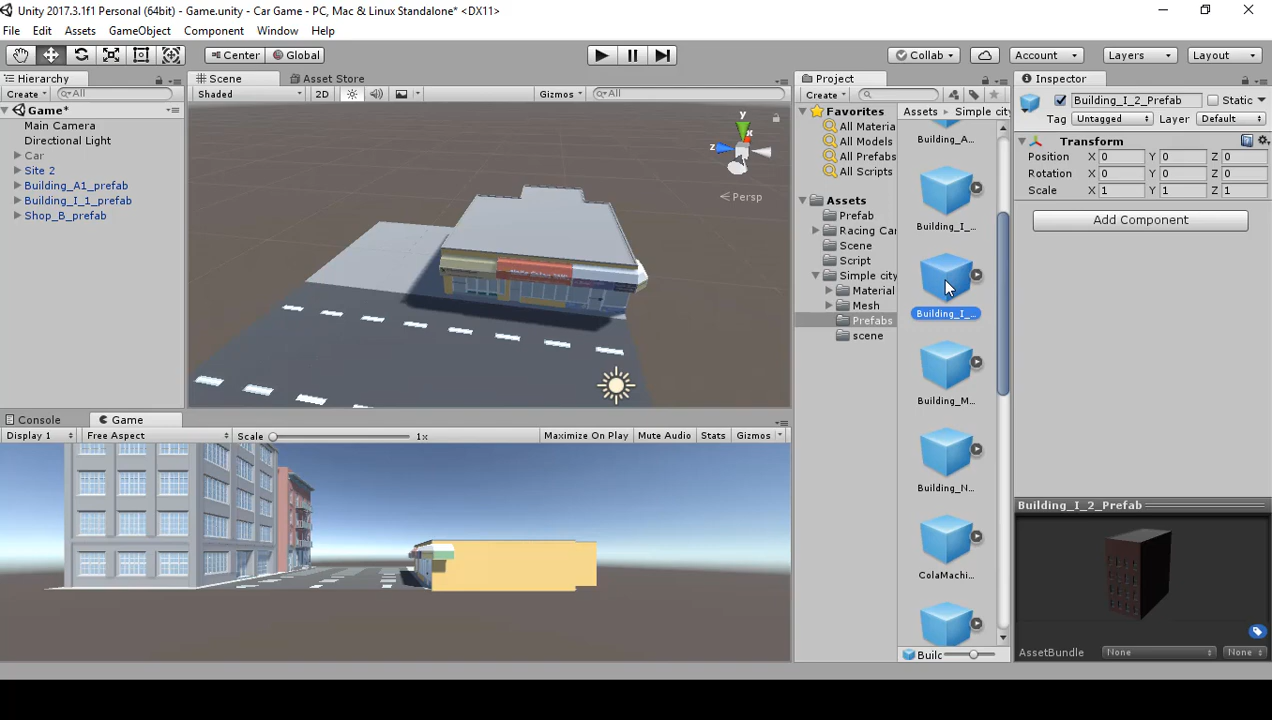 Unity 2017.3.1f1 Personal (64bit) - Game.unity - Car Game - PC, Mac & Linux Standalone* <DX11>
File Edit Assets GameObject Component Window Help
Center Global Collab Account Layers Layout
Hierarchy Scene Asset Store Project Inspector
Create All Shaded 2D Gizmos All Create
Game*
Main Camera
Directional Light
Car
Site 2
Building_A1_prefab
Building_I_1_prefab
Shop_B_prefab
y
x
z
Persp
Favorites
All Materia
All Models
All Prefabs
All Scripts
Assets
Prefab
Racing Car
Scene
Script
Simple city
Material
Mesh
Prefabs
scene
Assets Simple city
Building_A...
Building_I_...
Building_I_...
Building_M...
Building_N...
ColaMachi...
Builc
Building_I_2_Prefab Static
Tag Untagged Layer Default
Transform
Position X 0 Y 0 Z 0
Rotation X 0 Y 0 Z 0
Scale X 1 Y 1 Z 1
Add Component
Console Game
Display 1 Free Aspect Scale 1x Maximize On Play Mute Audio Stats Gizmos
Building_I_2_Prefab
AssetBundle None None